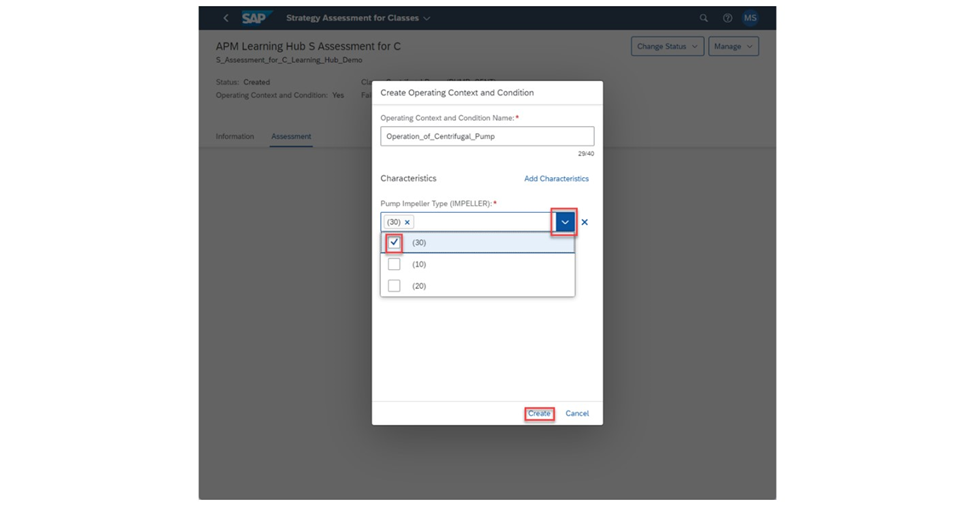 SAP Strategy Assessment for Classes MS
APM Learning Hub S Assessment for C Change Status Manage
S_Assessment_for_C_Learning_Hub_Demo
Status: Created
Operating Context and Condition: Yes
Information Assessment
Create Operating Context and Condition
Operating Context and Condition Name:*
Operation_of_Centrifugal_Pump
29/40
Characteristics Add Characteristics
Pump Impeller Type (IMPELLER):*
(30)
(30)
(10)
(20)
Create Cancel